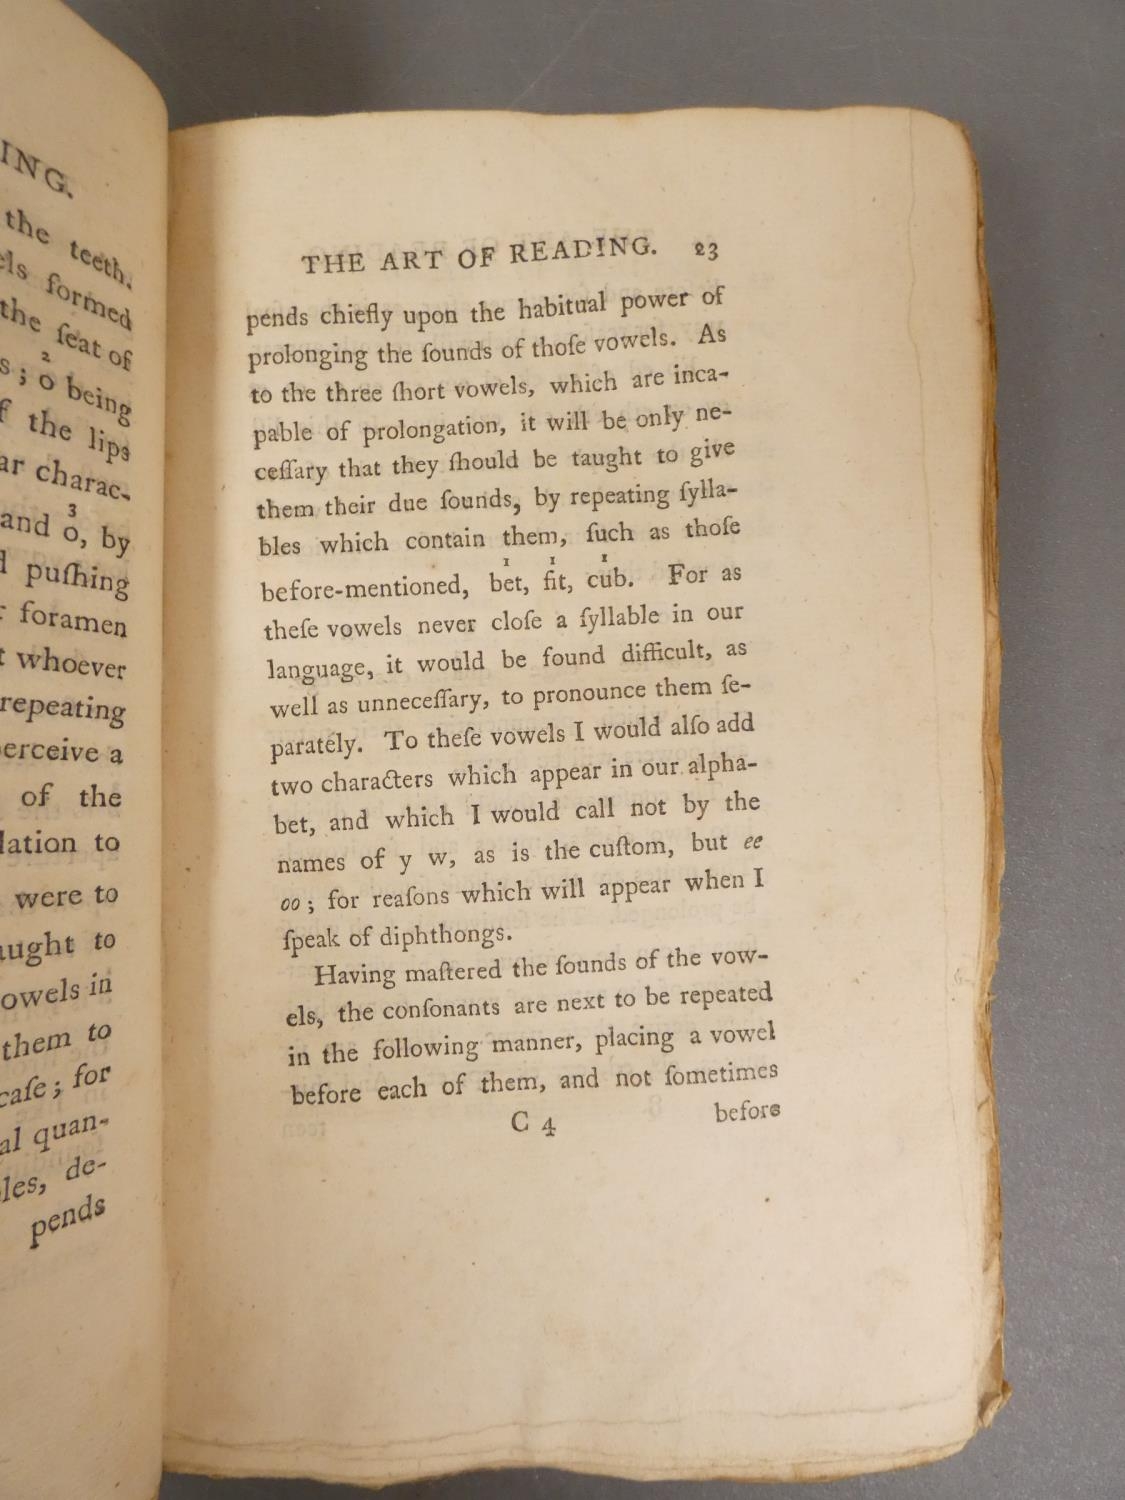 ING.
the teeth.
els formed
the ſeat of
2
s; o being
f the lips
ar charac-
3
and o, by
d puſhing
r foramen
t whoever
repeating
perceive a
of the
lation to
were to
aught to
owels in
them to
caſe; for
al quan-
les, de-
pends
THE ART OF READING. 23
pends chiefly upon the habitual power of
prolonging the ſounds of thoſe vowels. As
to the three ſhort vowels, which are inca-
pable of prolongation, it will be only ne-
ceſſary that they ſhould be taught to give
them their due ſounds, by repeating ſylla-
bles which contain them, ſuch as thoſe
1 1 1
before-mentioned, bet, fit, cub. For as
theſe vowels never cloſe a ſyllable in our
language, it would be found difficult, as
well as unneceſſary, to pronounce them ſe-
parately. To theſe vowels I would alſo add
two characters which appear in our alpha-
bet, and which I would call not by the
names of y w, as is the cuſtom, but ee
oo; for reaſons which will appear when I
ſpeak of diphthongs.
Having maſtered the ſounds of the vow-
els, the conſonants are next to be repeated
in the following manner, placing a vowel
before each of them, and not ſometimes
C 4 before